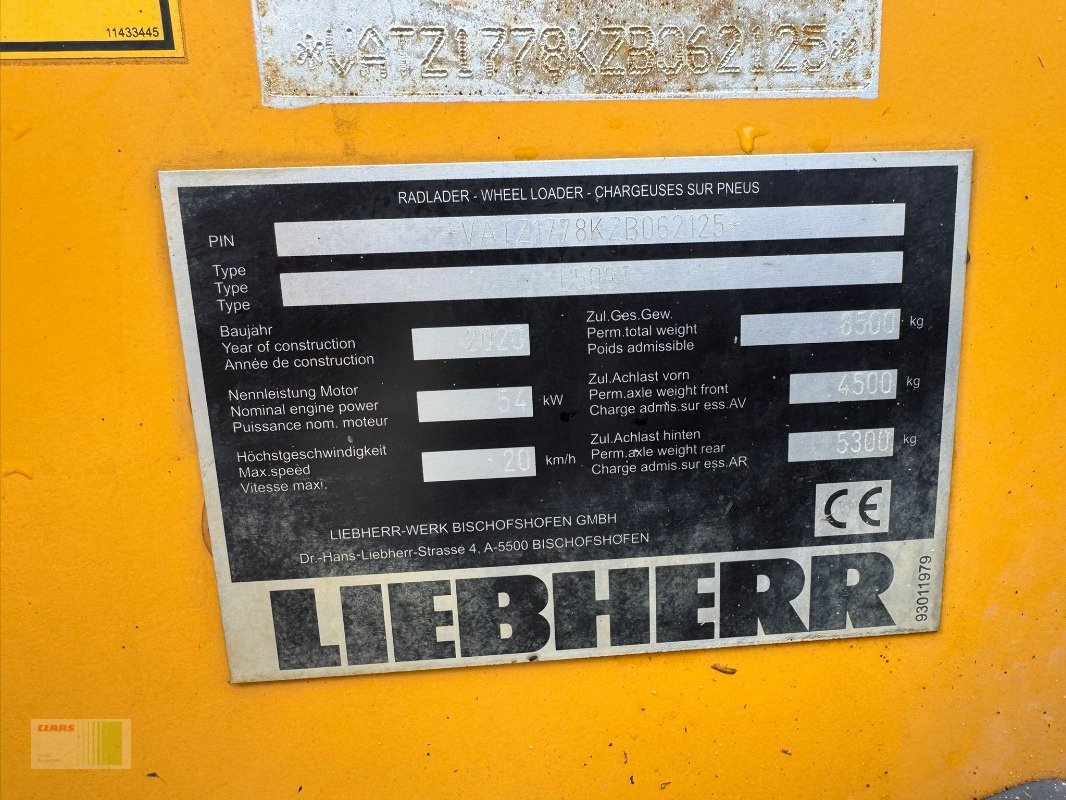 11433445
*VATZ1778KZB062125*
RADLADER - WHEEL LOADER - CHARGEUSES SUR PNEUS
PIN *VATZ1778KZB062125*
Type
Type
Type
Baujahr
Year of construction
Année de construction
Nennleistung Motor
Nominal engine power 54 kW
Puissance nom. moteur
Höchstgeschwindigkeit
Max.speed 20 km/h
Vitesse maxi.
Zul.Ges.Gew.
Perm.total weight kg
Poids admissible
Zul.Achlast vorn
Perm.axle weight front 4500 kg
Charge admis.sur ess.AV
Zul.Achlast hinten
Perm.axle weight rear 5300 kg
Charge admis.sur ess.AR
CE
LIEBHERR-WERK BISCHOFSHOFEN GMBH
Dr.-Hans-Liebherr-Strasse 4, A-5500 BISCHOFSHOFEN
LIEBHERR
93011979
CLAAS